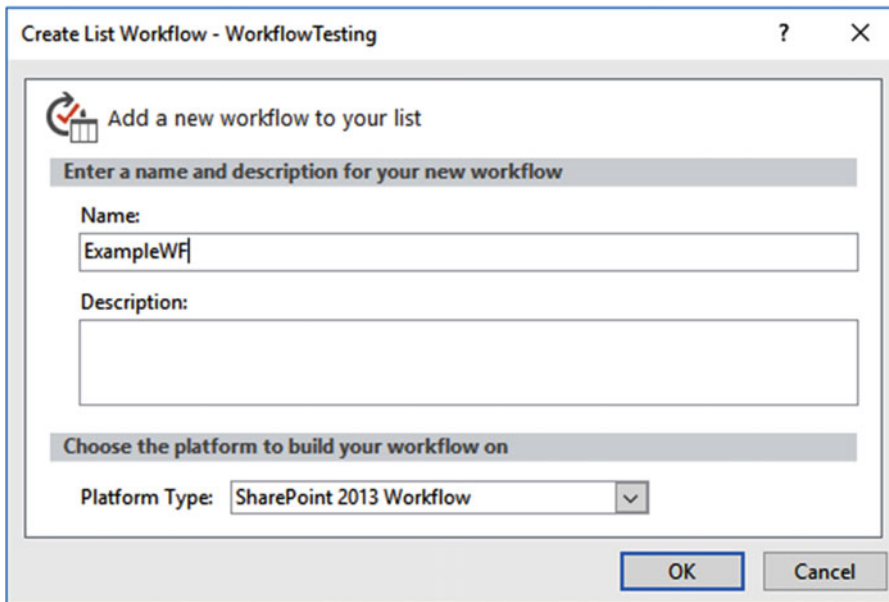 Create List Workflow - WorkflowTesting ? ×
Add a new workflow to your list
Enter a name and description for your new workflow
Name:
ExampleWF
Description:
Choose the platform to build your workflow on
Platform Type: SharePoint 2013 Workflow
OK Cancel